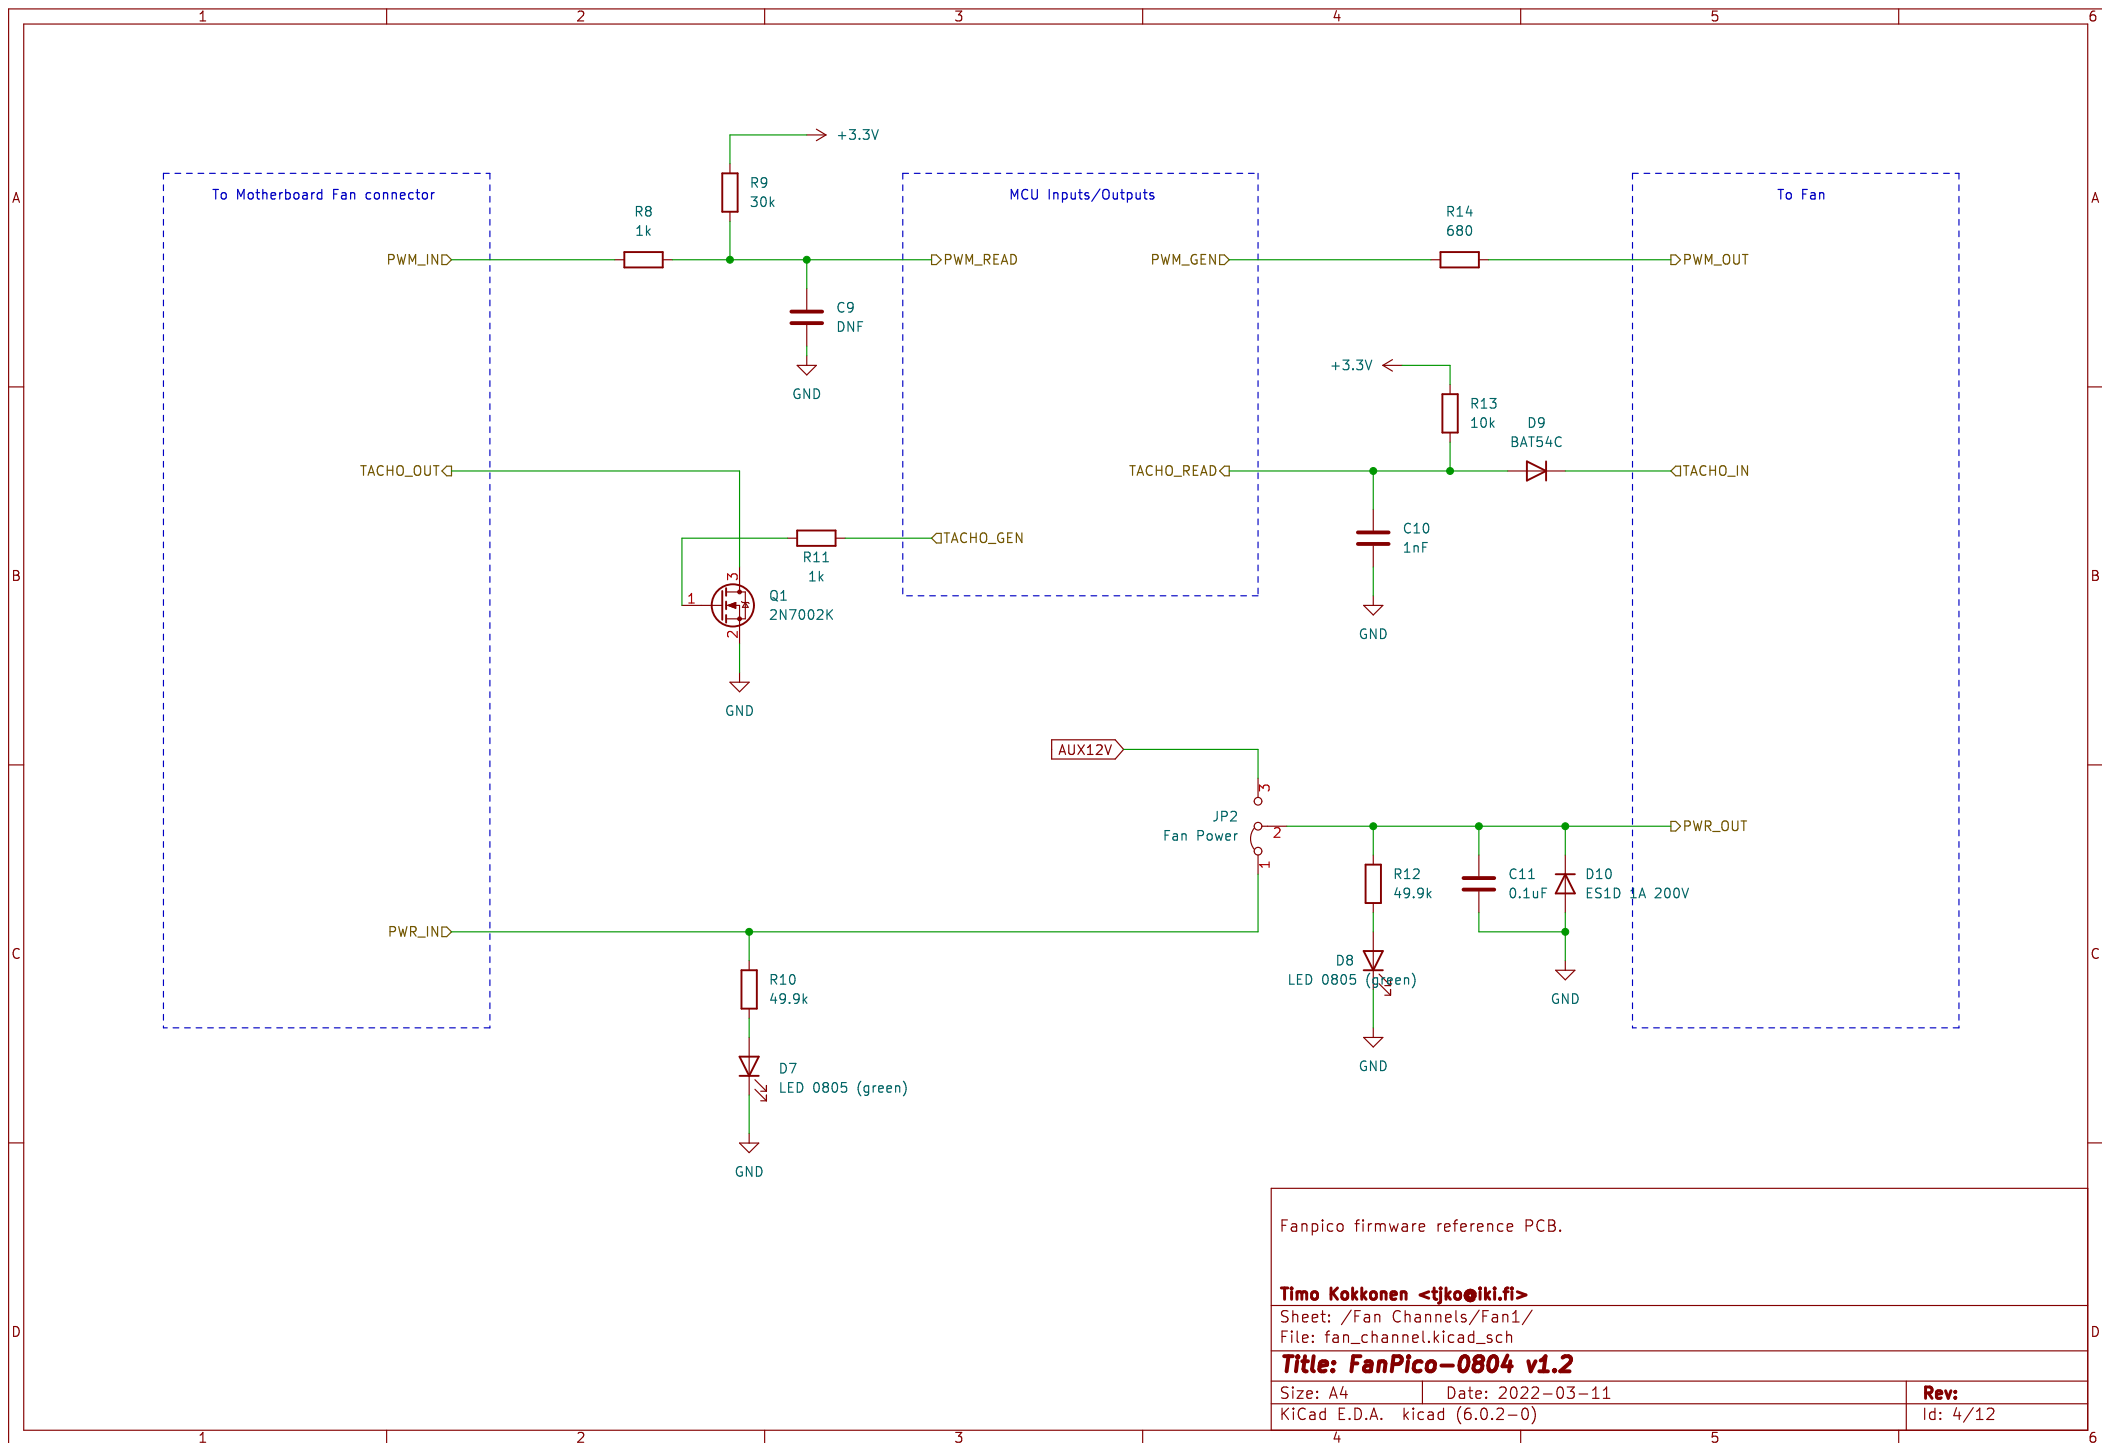 1 2 3 4 5 6
A
+3.3V
To Motherboard Fan connector
R9
30k
MCU Inputs/Outputs
To Fan
A
R8
1k
R14
680
PWM_IN
PWM_READ
PWM_GEN
PWM_OUT
C9
DNF
GND
+3.3V
R13
10k
D9
BAT54C
TACHO_OUT
TACHO_READ
TACHO_IN
TACHO_GEN
R11
1k
C10
1nF
GND
B
B
3
1
2
Q1
2N7002K
GND
AUX12V
3
2
1
JP2
Fan Power
PWR_OUT
R12
49.9k
C11
0.1uF
D10
ES1D 1A 200V
PWR_IN
C
C
D8
LED 0805 (green)
GND
R10
49.9k
GND
D7
LED 0805 (green)
GND
Fanpico firmware reference PCB.
Timo Kokkonen <tjko@iki.fi>
Sheet: /Fan Channels/Fan1/
File: fan_channel.kicad_sch
D
D
Title: FanPico-0804 v1.2
Size: A4
Date: 2022-03-11
Rev:
KiCad E.D.A. kicad (6.0.2-0)
Id: 4/12
1 2 3 4 5 6